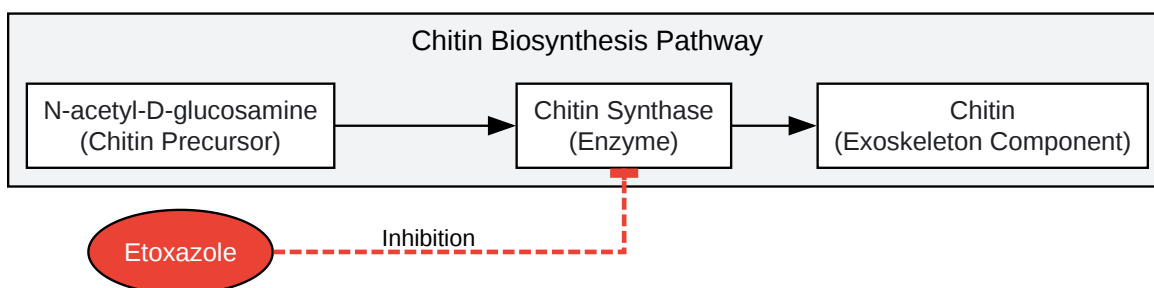 Chitin Biosynthesis Pathway
N-acetyl-D-glucosamine
(Chitin Precursor)
Chitin Synthase
(Enzyme)
Chitin
(Exoskeleton Component)
Inhibition
Etoxazole